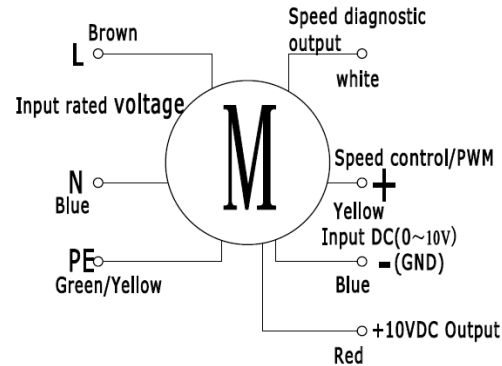 Brown
L
Input rated voltage
N
Blue
PE
Green/Yellow
M
Speed diagnostic
output
white
Speed control/PWM
+
Yellow
Input DC(0~10V)
-(GND)
Blue
+10VDC Output
Red